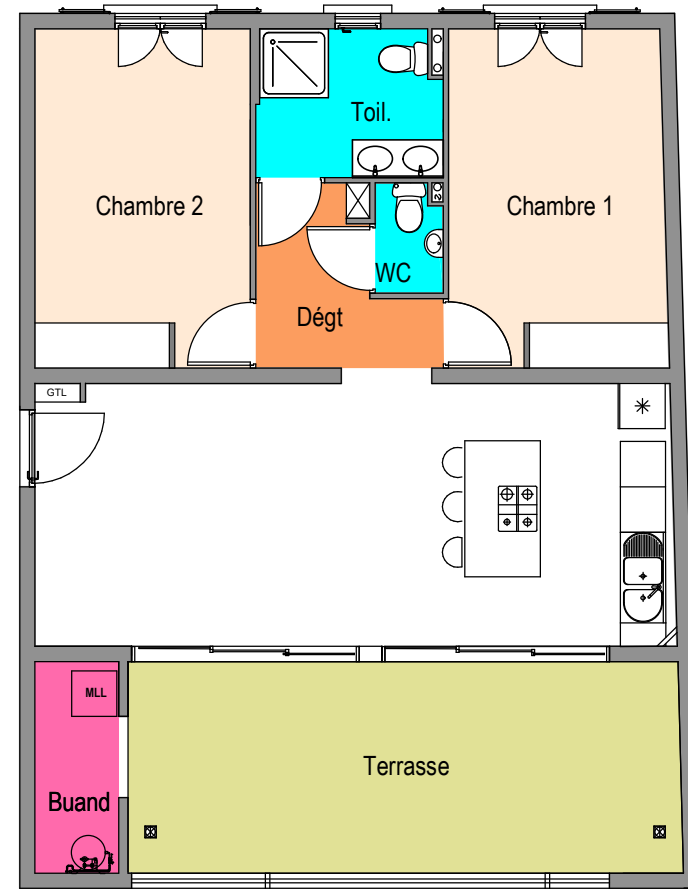 Toil.
Chambre 2
Chambre 1
WC
Dégt
GTL
MLL
Terrasse
Buand